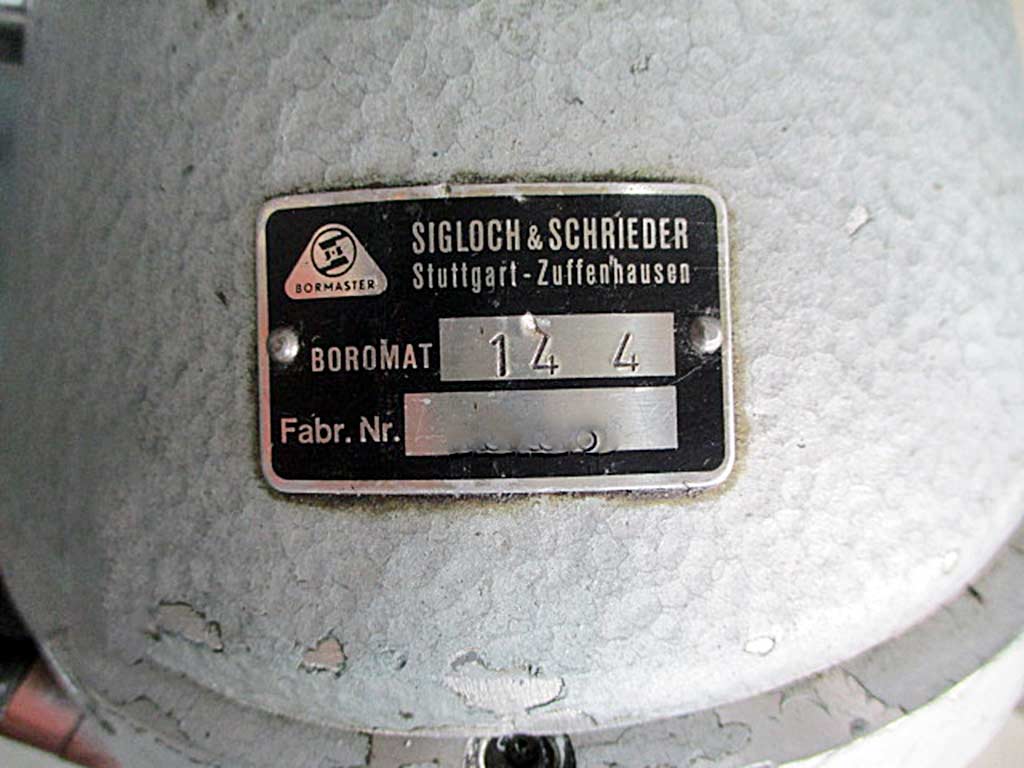 SIGLOCH & SCHRIEDER
Stuttgart-Zuffenhausen
BORMASTER
BOROMAT 14 4
Fabr. Nr.